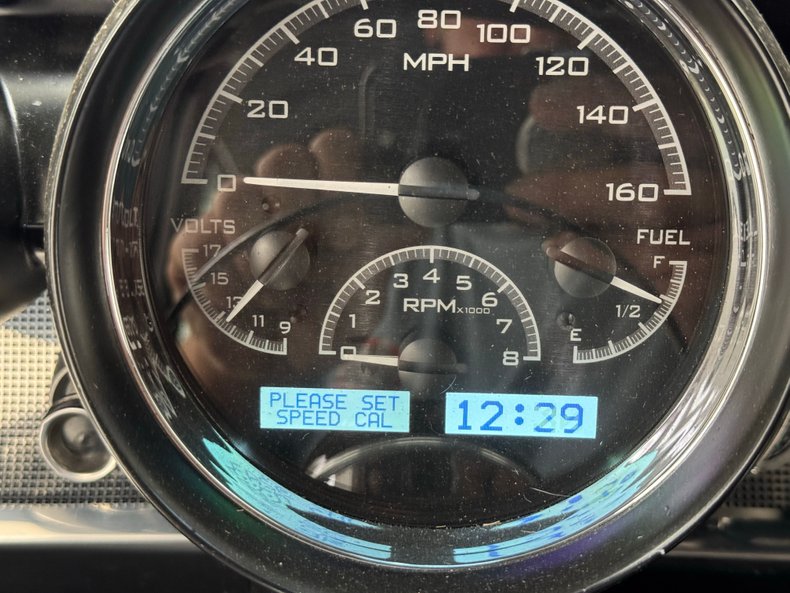 80
60 100
40 MPH 120
20 140
0 160
VOLTS FUEL
17 F
15
13
11
9
1/2
E
0 1 2 3 4 5 6 7 8
RPM X1000
PLEASE SET
SPEED CAL
12:29